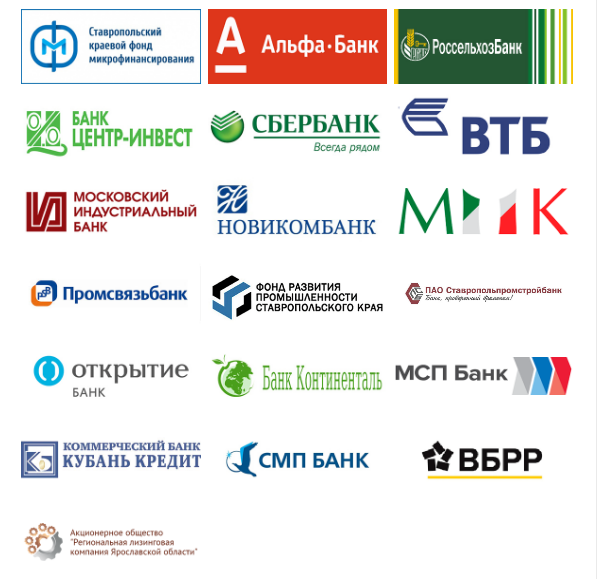 Ставропольский
краевой фонд
микрофинансирования
А
Альфа·Банк
РоссельхозБанк
БАНК
ЦЕНТР-ИНВЕСТ
СБЕРБАНК
Всегда рядом
ВТБ
МОСКОВСКИЙ
ИНДУСТРИАЛЬНЫЙ
БАНК
НОВИКОМБАНК
М К
Промсвязьбанк
ФОНД РАЗВИТИЯ
ПРОМЫШЛЕННОСТИ
СТАВРОПОЛЬСКОГО КРАЯ
ПАО Ставропольпромстройбанк
Банк, проверенный временем!
открытие
БАНК
Банк Континенталь
МСП Банк
КОММЕРЧЕСКИЙ БАНК
КУБАНЬ КРЕДИТ
СМП БАНК
ВБРР
Акционерное общество
"Региональная лизинговая
компания Ярославской области"